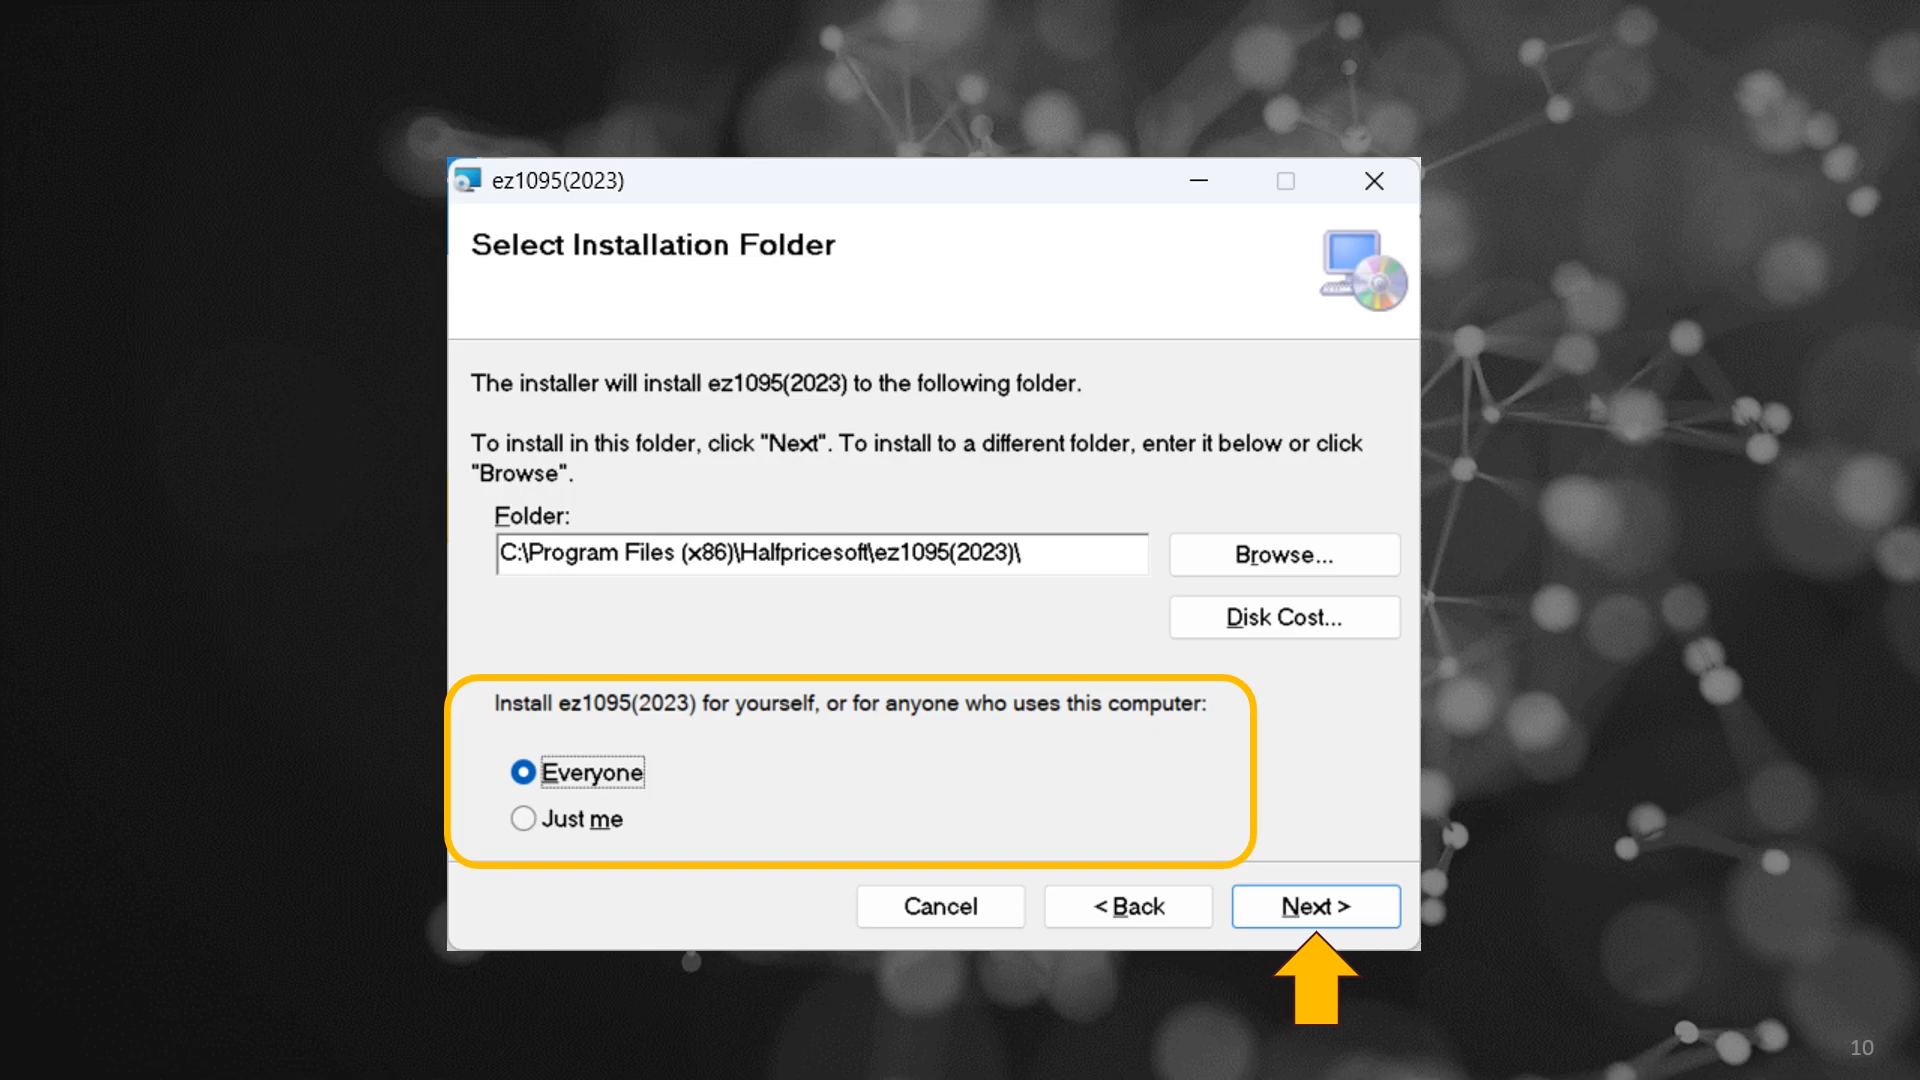 ez1095(2023)
Select Installation Folder
The installer will install ez1095(2023) to the following folder.
To install in this folder, click "Next". To install to a different folder, enter it below or click
"Browse".
Folder:
C:\Program Files (x86)\Halfpricesoft\ez1095(2023)\
Browse...
Disk Cost...
Install ez1095(2023) for yourself, or for anyone who uses this computer:
Everyone
Just me
Cancel
< Back
Next >
10